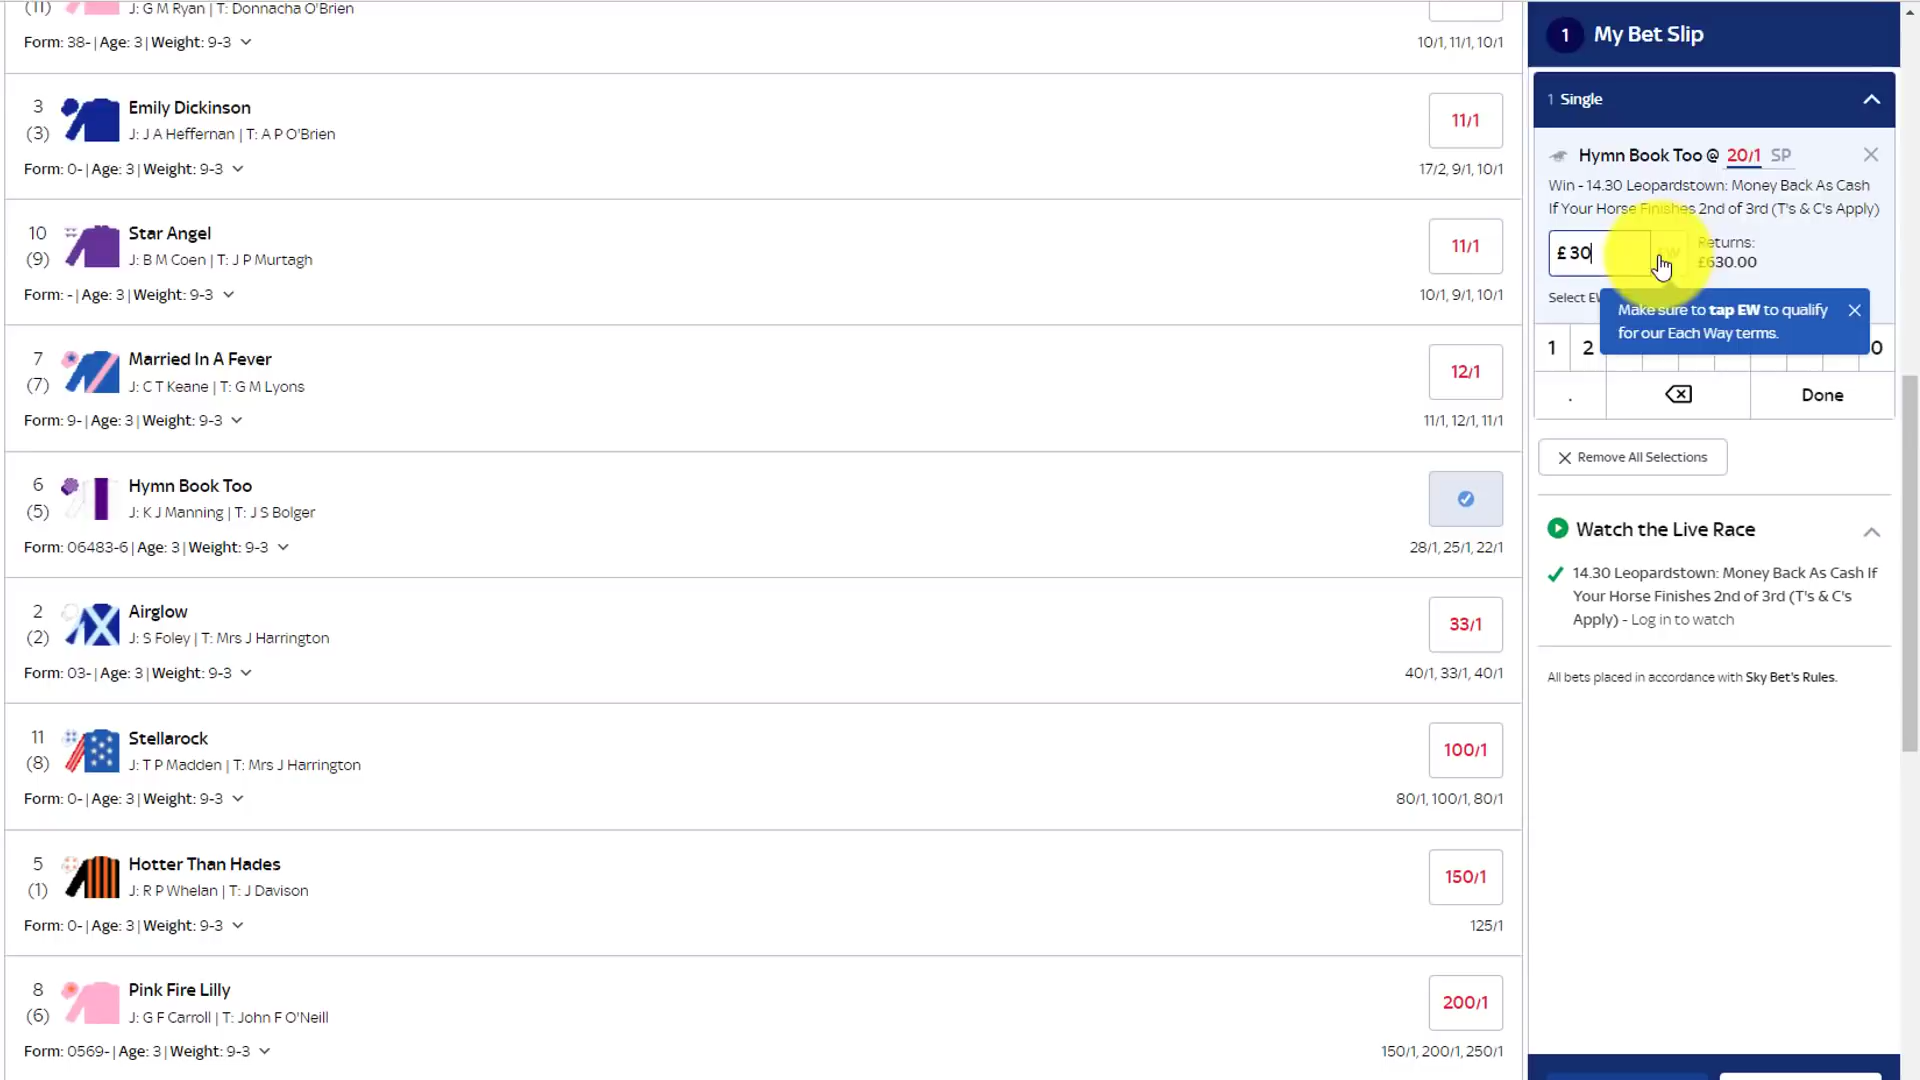 (11) J: G M Ryan | T: Donnacha O'Brien
Form: 38- | Age: 3 | Weight: 9-3
10/1, 11/1, 10/1
3 Emily Dickinson
(3) J: J A Heffernan | T: A P O'Brien
11/1
Form: 0- | Age: 3 | Weight: 9-3
17/2, 9/1, 10/1
10 Star Angel
(9) J: B M Coen | T: J P Murtagh
11/1
Form: - | Age: 3 | Weight: 9-3
10/1, 9/1, 10/1
7 Married In A Fever
(7) J: C T Keane | T: G M Lyons
12/1
Form: 9- | Age: 3 | Weight: 9-3
11/1, 12/1, 11/1
6 Hymn Book Too
(5) J: K J Manning | T: J S Bolger
Form: 06483-6 | Age: 3 | Weight: 9-3
28/1, 25/1, 22/1
2 Airglow
(2) J: S Foley | T: Mrs J Harrington
33/1
Form: 03- | Age: 3 | Weight: 9-3
40/1, 33/1, 40/1
11 Stellarock
(8) J: T P Madden | T: Mrs J Harrington
100/1
Form: 0- | Age: 3 | Weight: 9-3
80/1, 100/1, 80/1
5 Hotter Than Hades
(1) J: R P Whelan | T: J Davison
150/1
Form: 0- | Age: 3 | Weight: 9-3
125/1
8 Pink Fire Lilly
(6) J: G F Carroll | T: John F O'Neill
200/1
Form: 0569- | Age: 3 | Weight: 9-3
150/1, 200/1, 250/1
1 My Bet Slip
1 Single
Hymn Book Too @ 20/1 SP
Win - 14.30 Leopardstown: Money Back As Cash
If Your Horse Finishes 2nd of 3rd (T's & C's Apply)
£ 30
Returns:
£630.00
Select EW
Make sure to tap EW to qualify
for our Each Way terms.
1 2 0
. Done
Remove All Selections
Watch the Live Race
14.30 Leopardstown: Money Back As Cash If
Your Horse Finishes 2nd of 3rd (T's & C's
Apply) - Log in to watch
All bets placed in accordance with Sky Bet's Rules.